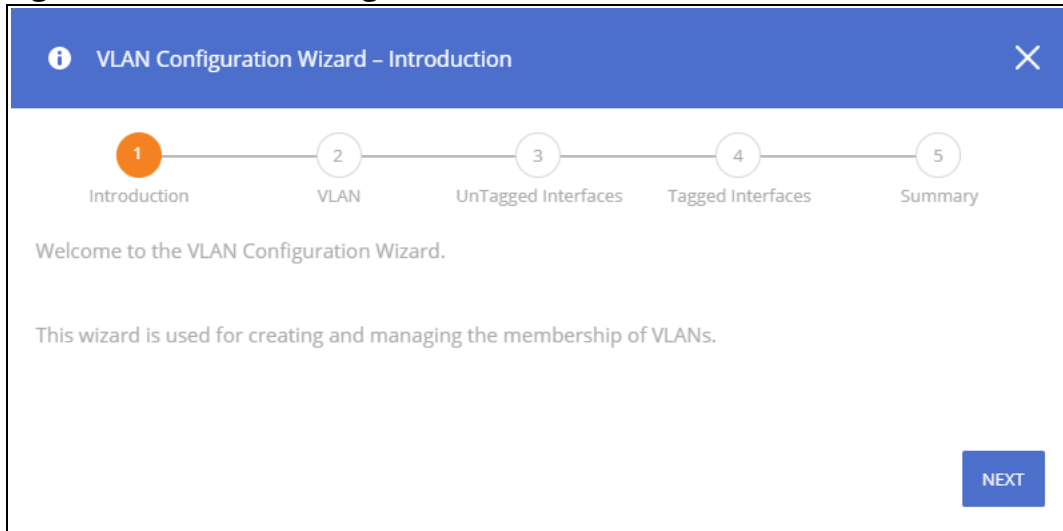 VLAN Configuration Wizard – Introduction
1
2
3
4
5
Introduction
VLAN
UnTagged Interfaces
Tagged Interfaces
Summary
Welcome to the VLAN Configuration Wizard.
This wizard is used for creating and managing the membership of VLANs.
NEXT